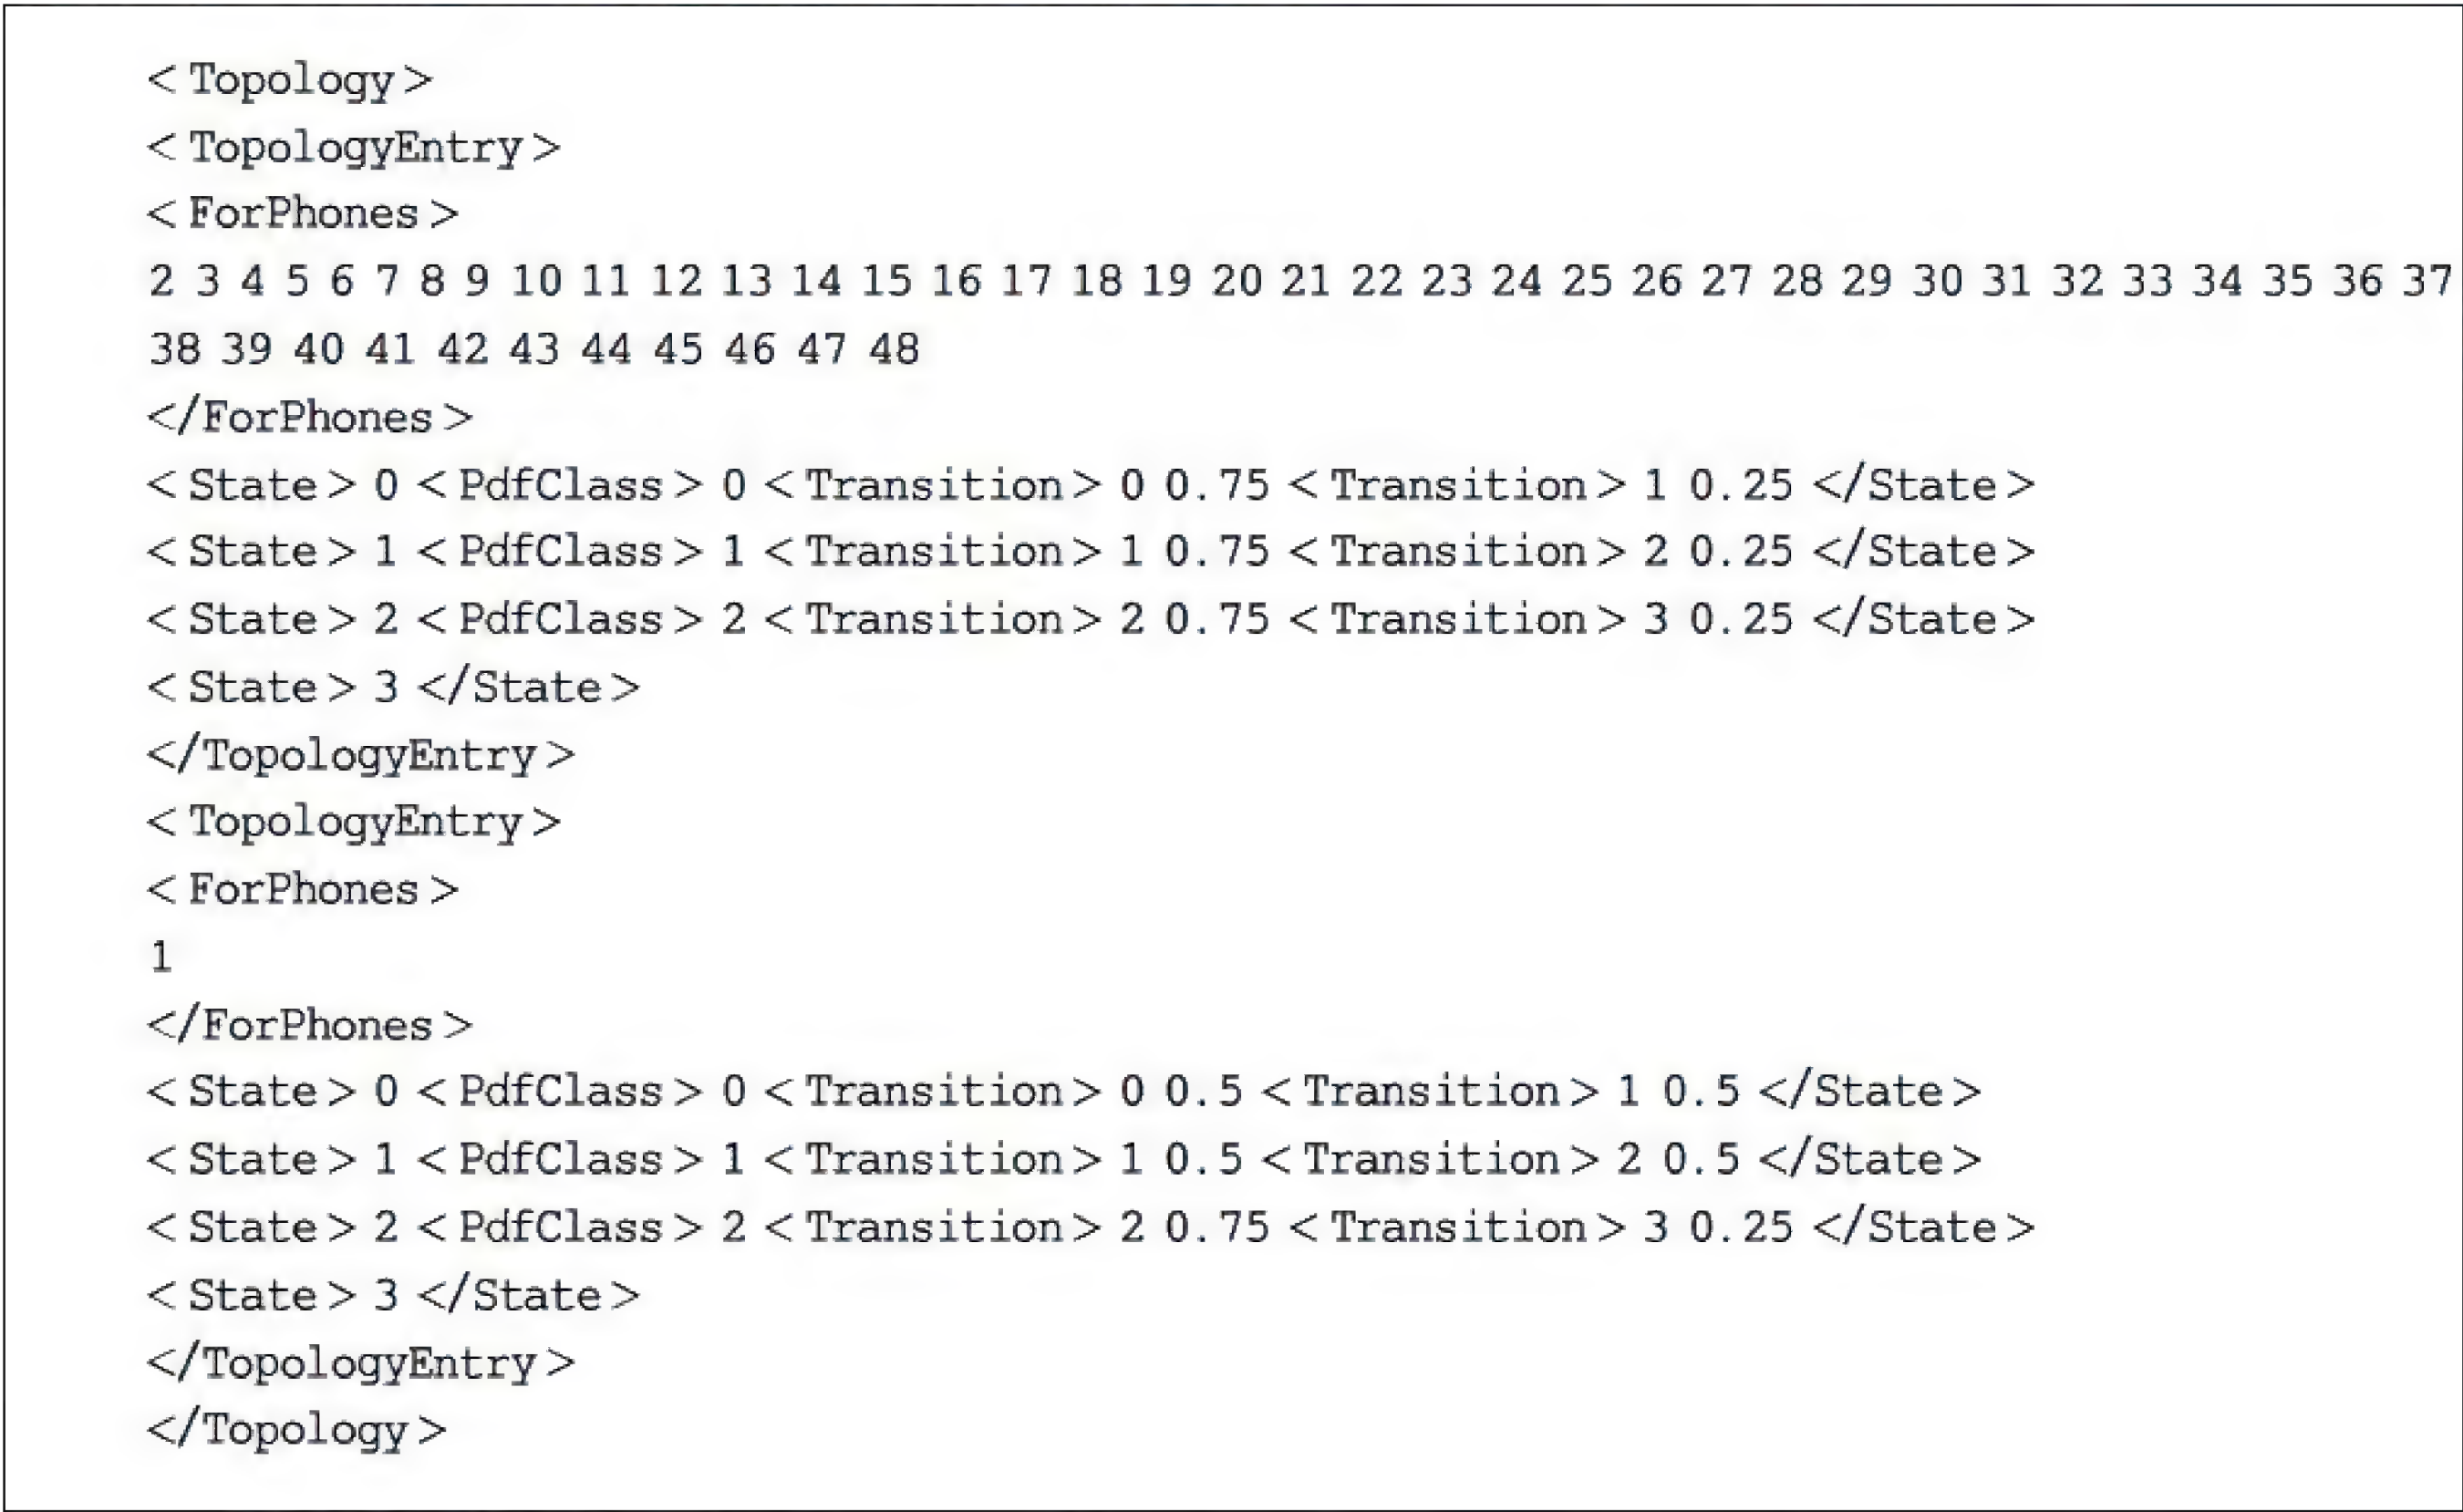 < Topology >
< TopologyEntry >
< ForPhones >
2 3 4 5 6 7 8 9 10 11 12 13 14 15 16 17 18 19 20 21 22 23 24 25 26 27 28 29 30 31 32 33 34 35 36 37
38 39 40 41 42 43 44 45 46 47 48
</ForPhones >
< State > 0 < PdfClass > 0 < Transition > 0 0.75 < Transition > 1 0.25 </State >
< State > 1 < PdfClass > 1 < Transition > 1 0.75 < Transition > 2 0.25 </State >
< State > 2 < PdfClass > 2 < Transition > 2 0.75 < Transition > 3 0.25 </State >
< State > 3 </State >
</TopologyEntry >
< TopologyEntry >
< ForPhones >
1
</ForPhones >
< State > 0 < PdfClass > 0 < Transition > 0 0.5 < Transition > 1 0.5 </State >
< State > 1 < PdfClass > 1 < Transition > 1 0.5 < Transition > 2 0.5 </State >
< State > 2 < PdfClass > 2 < Transition > 2 0.75 < Transition > 3 0.25 </State >
< State > 3 </State >
</TopologyEntry >
</Topology >